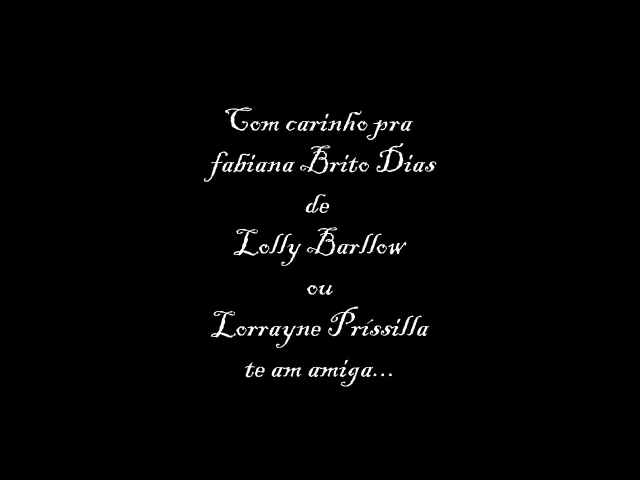 Com carinho pra
fabiana Brito Dias
de
Lolly Barllow
ou
Lorrayne Príssilla
te am amiga...